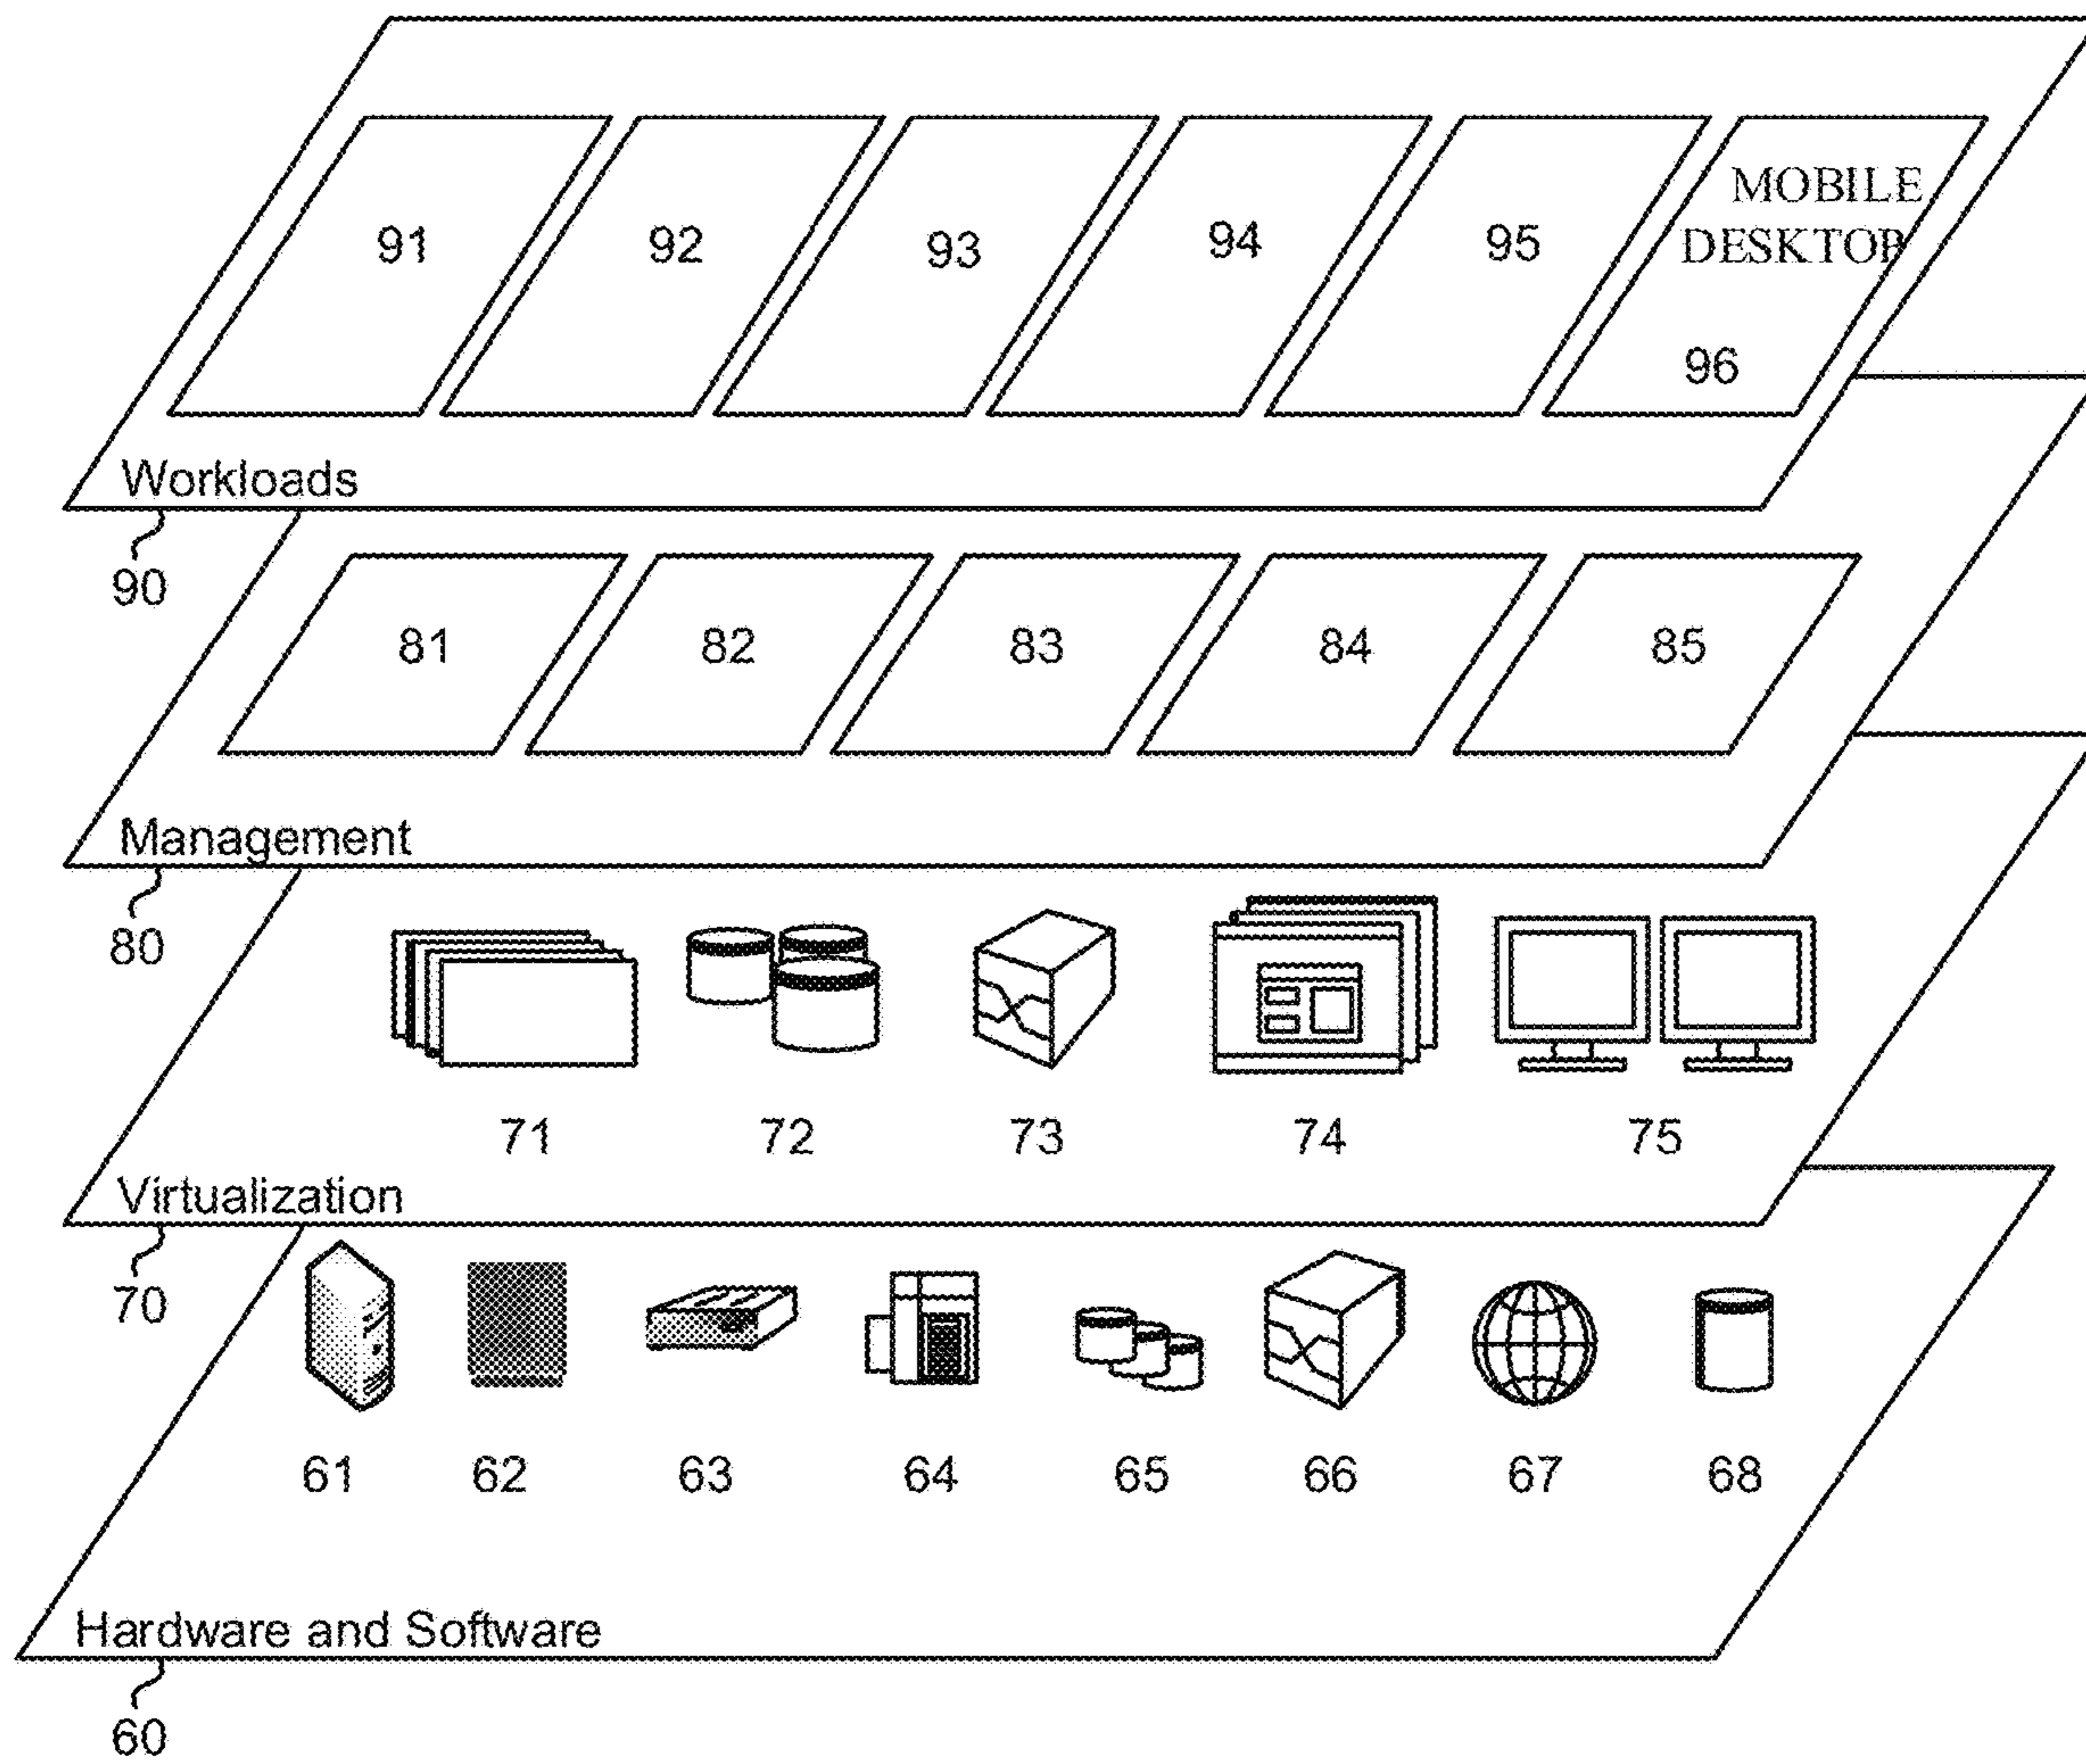 MOBILE
DESKTOP
91 92 93 94 95
96
Workloads
90
81 82 83 84 85
Management
80
71 72 73 74 75
Virtualization
70
61 62 63 64 65 66 67 68
Hardware and Software
60